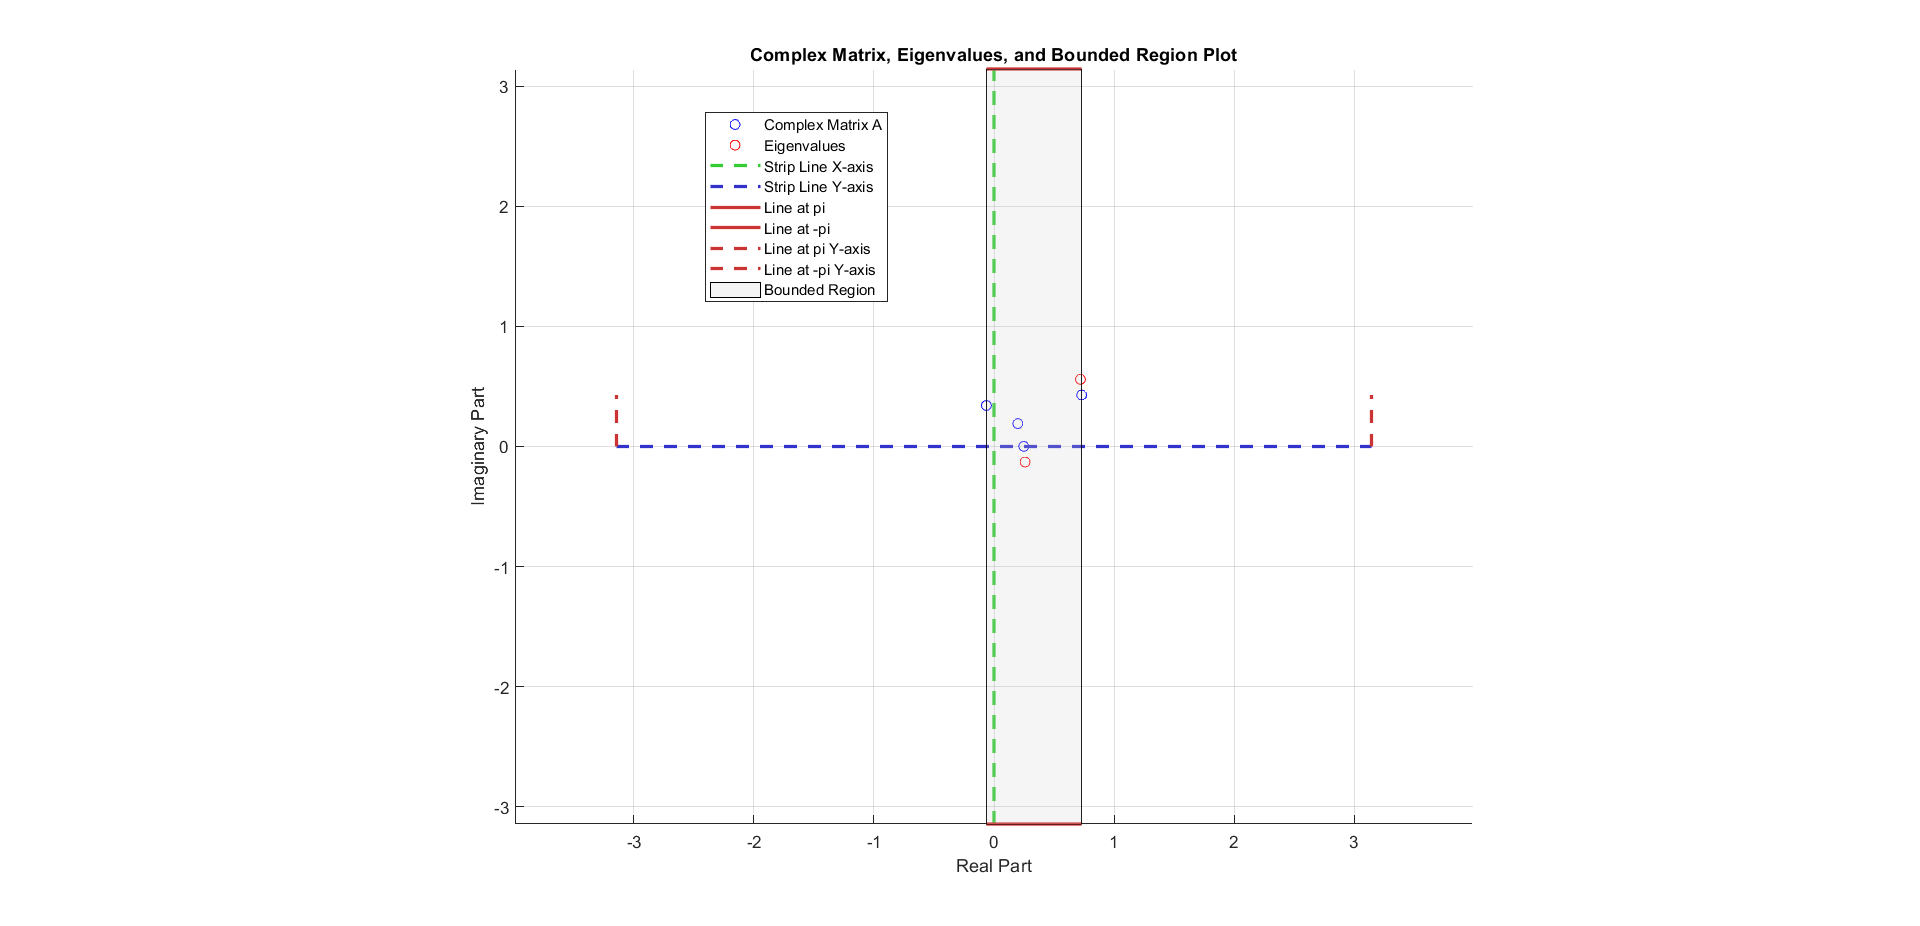 Complex Matrix, Eigenvalues, and Bounded Region Plot
3
2
1
0
-1
-2
-3
Imaginary Part
Complex Matrix A
Eigenvalues
Strip Line X-axis
Strip Line Y-axis
Line at pi
Line at -pi
Line at pi Y-axis
Line at -pi Y-axis
Bounded Region
-3 -2 -1 0 1 2 3
Real Part